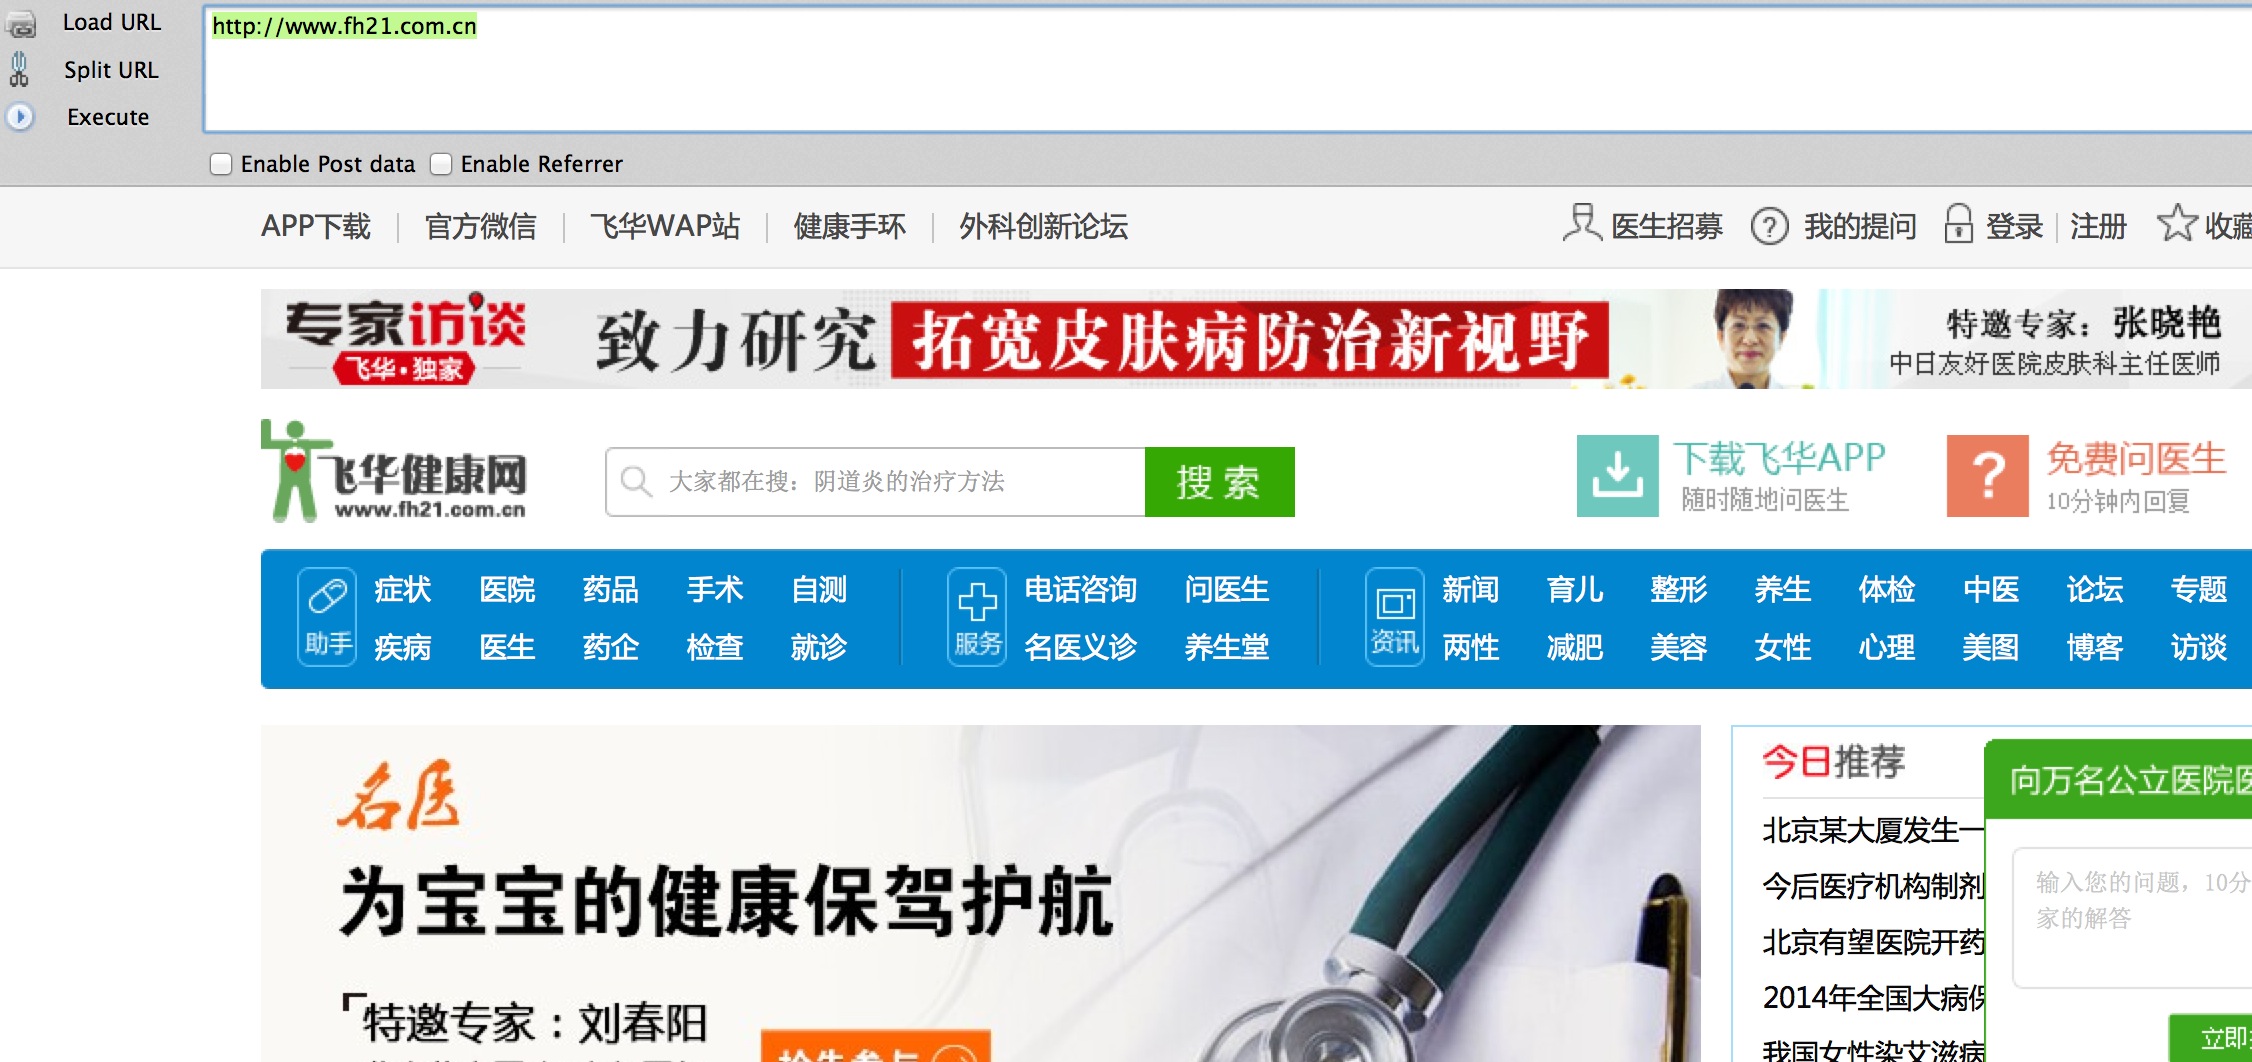 Load URL
http://www.fh21.com.cn
Split URL
Execute
Enable Post data
Enable Referrer
APP下载
官方微信
飞华WAP站
健康手环
外科创新论坛
医生招募
我的提问
登录
注册
收藏
专家访谈
飞华·独家
致力研究 拓宽皮肤病防治新视野
特邀专家：张晓艳
中日友好医院皮肤科主任医师
飞华健康网
www.fh21.com.cn
大家都在搜：阴道炎的治疗方法
搜 索
下载飞华APP
随时随地问医生
免费问医生
10分钟内回复
助手
症状 医院 药品 手术 自测
疾病 医生 药企 检查 就诊
服务
电话咨询 问医生
名医义诊 养生堂
资讯
新闻 育儿 整形 养生 体检 中医 论坛 专题
两性 减肥 美容 女性 心理 美图 博客 访谈
名医
为宝宝的健康保驾护航
特邀专家：刘春阳
抢先参与
今日推荐
北京某大厦发生一
今后医疗机构制剂
北京有望医院开药
2014年全国大病保
我国女性染艾滋病
向万名公立医院医
输入您的问题，10分
家的解答
立即